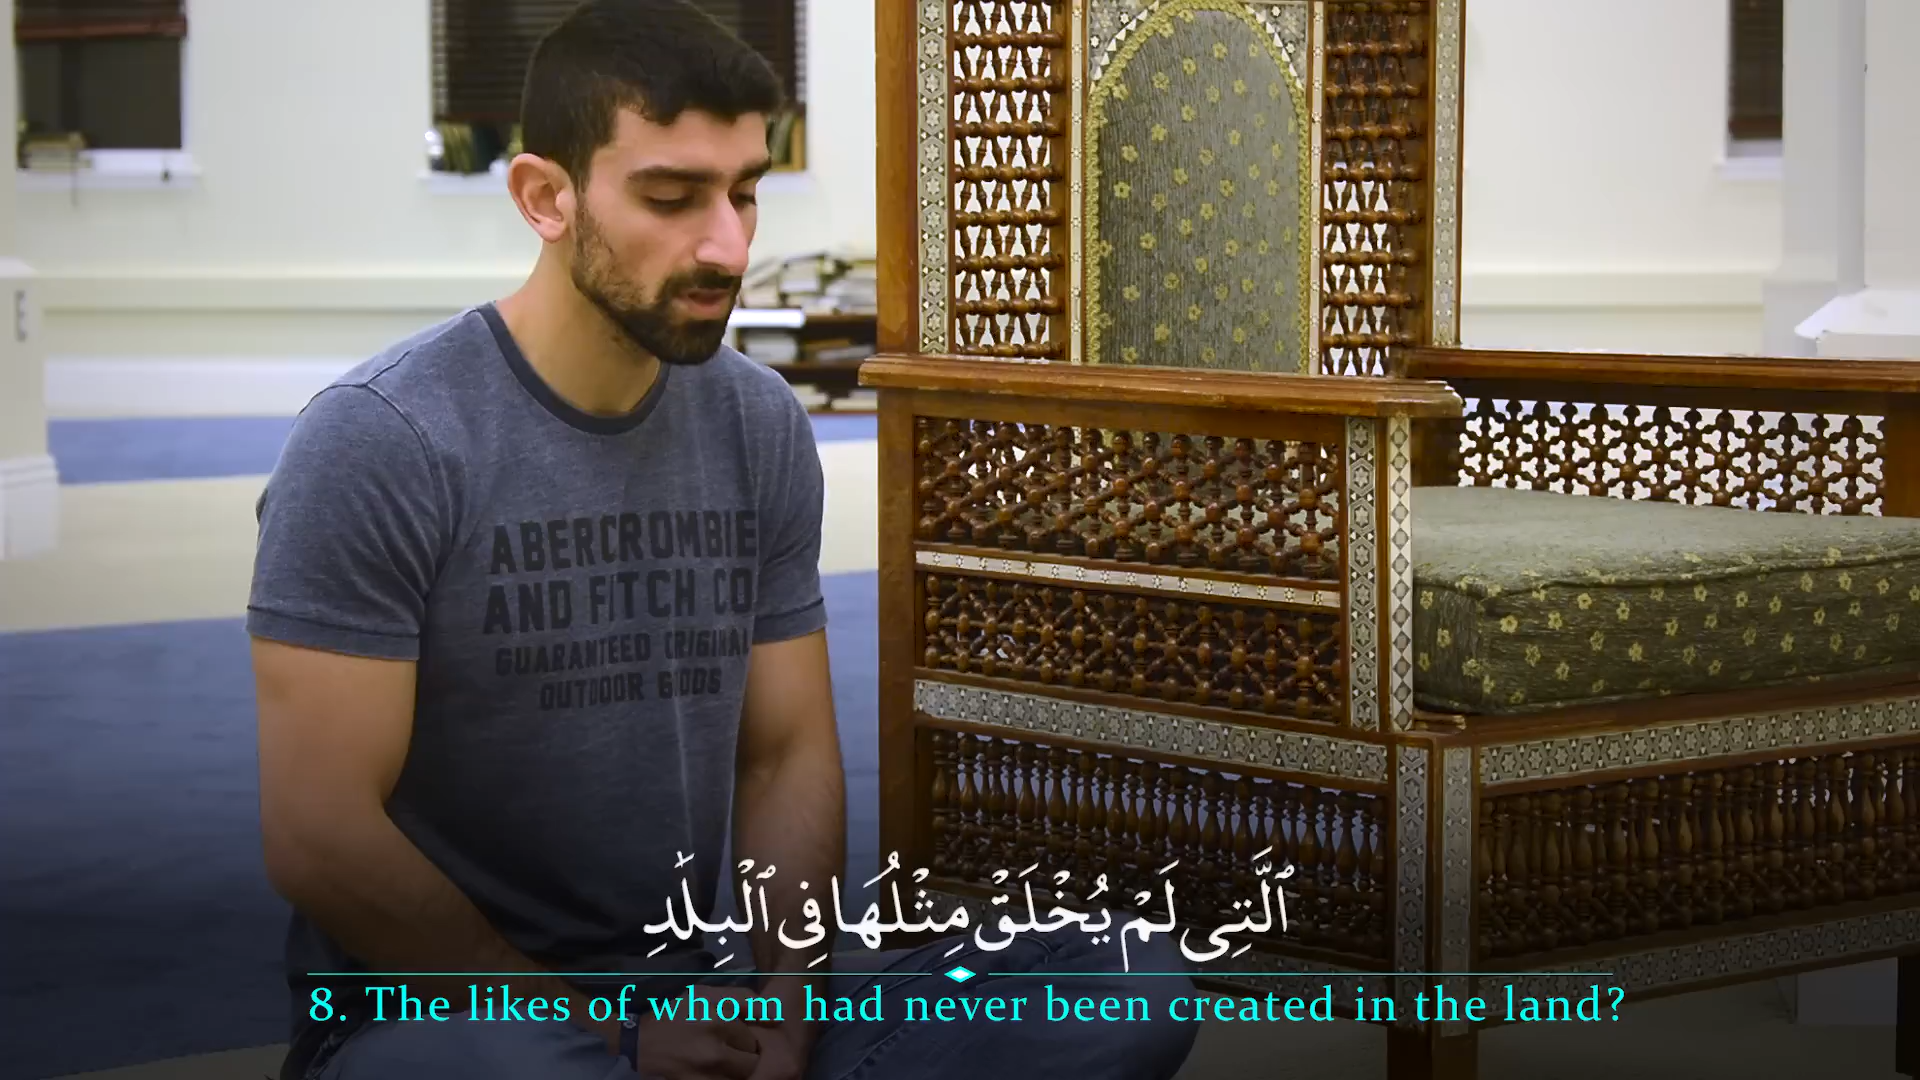 ABERCROMBIE
AND FITCH CO
GUARANTEED ORIGINAL
OUTDOOR GOODS
ٱلَّتِى لَمْ يُخْلَقْ مِثْلُهَا فِى ٱلْبِلَٰدِ
8. The likes of whom had never been created in the land?